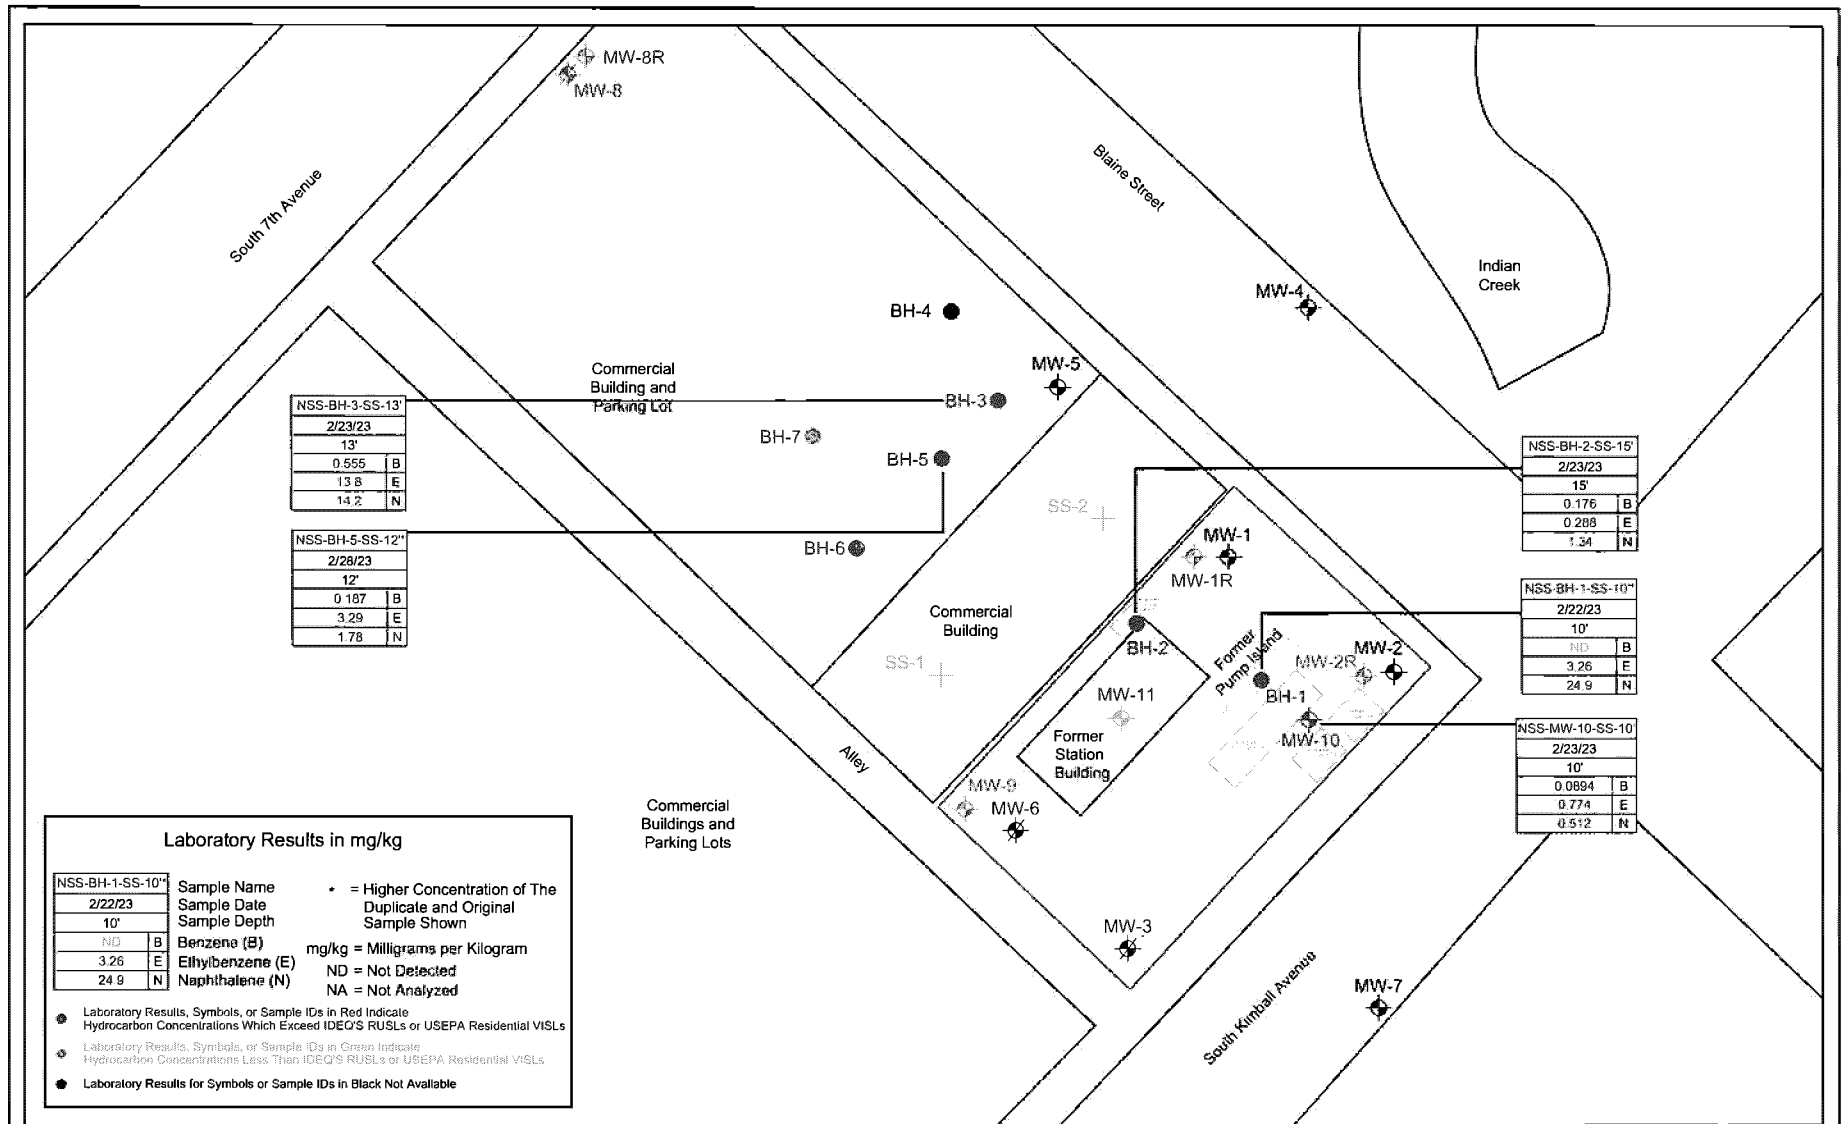 MW-8R
MW-8
South 7th Avenue
Blaine Street
Indian
Creek
MW-4
BH-4
MW-5
Commercial
Building and
Parking Lot
BH-3
BH-7
BH-5
NSS-BH-3-SS-13'
2/23/23
13'
0.555 B
13.8 E
14.2 N
NSS-BH-2-SS-15'
2/23/23
15'
0.176 B
0.288 E
1.34 N
SS-2
NSS-BH-5-SS-12'*
2/28/23
12'
0.187 B
3.29 E
1.78 N
BH-6
MW-1
MW-1R
NSS-BH-1-SS-10'*
2/22/23
10'
ND B
3.26 E
24.9 N
Commercial
Building
BH-2
Former
Pump Island
SS-1
MW-2
MW-2R
BH-1
MW-11
MW-10
NSS-MW-10-SS-10'
2/23/23
10'
0.0894 B
0.774 E
0.512 N
Former
Station
Building
Alley
MW-9
MW-6
Commercial
Buildings and
Parking Lots
MW-3
MW-7
South Kimball Avenue
Laboratory Results in mg/kg
NSS-BH-1-SS-10'* Sample Name
2/22/23 Sample Date
10' Sample Depth
ND B Benzene (B)
3.26 E Ethylbenzene (E)
24.9 N Naphthalene (N)
* = Higher Concentration of The
Duplicate and Original
Sample Shown
mg/kg = Milligrams per Kilogram
ND = Not Detected
NA = Not Analyzed
Laboratory Results, Symbols, or Sample IDs in Red Indicate
Hydrocarbon Concentrations Which Exceed IDEQ'S RUSLs or USEPA Residential VISLs
Laboratory Results, Symbols, or Sample IDs in Green Indicate
Hydrocarbon Concentrations Less Than IDEQ'S RUSLs or USEPA Residential VISLs
Laboratory Results for Symbols or Sample IDs in Black Not Available